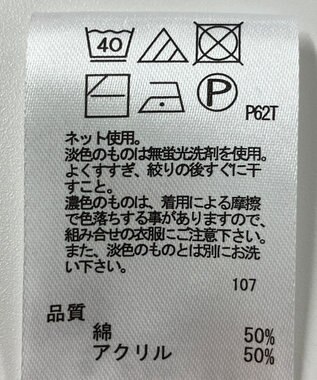 40
P
P62T
ネット使用。
淡色のものは無蛍光洗剤を使用。
よくすすぎ、絞りの後すぐに干
すこと。
濃色のものは、着用による摩擦
で色落ちする事がありますので、
組み合せの衣服にご注意下さい。
また、淡色のものとは別にお洗
い下さい。
107
品質
綿 50%
アクリル 50%